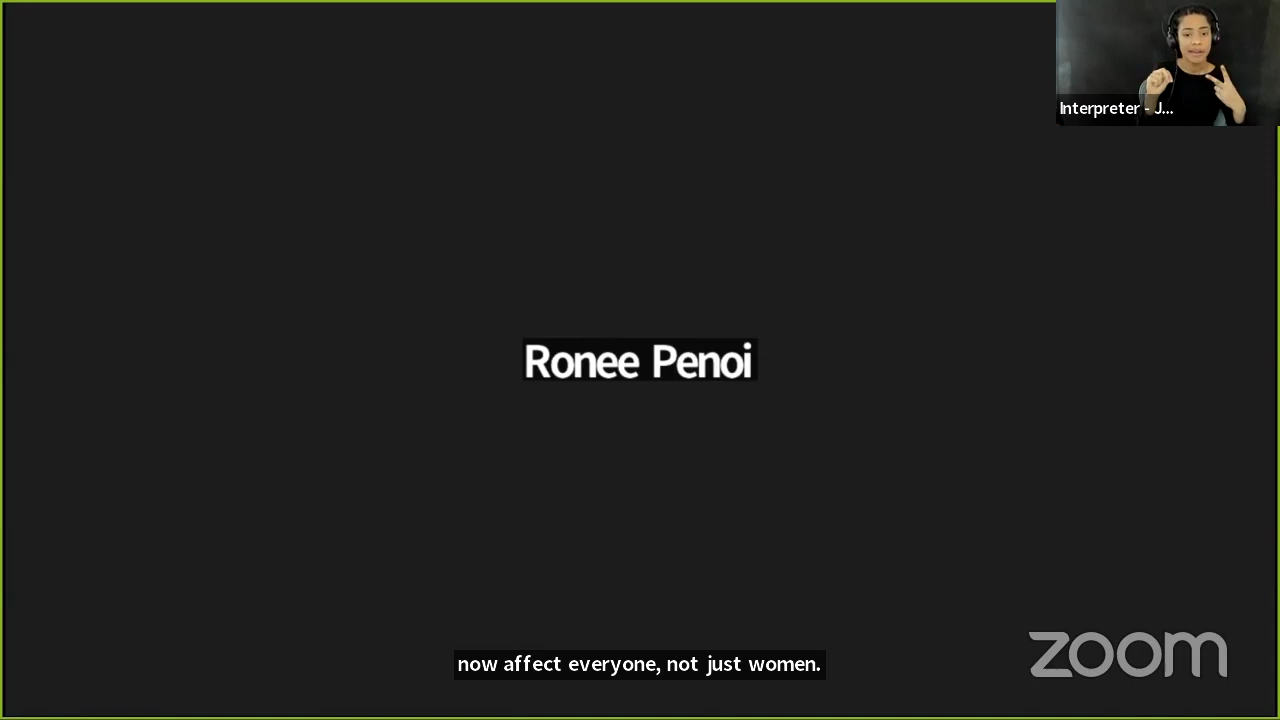 Interpreter - J...
Ronee Penoi
now affect everyone, not just women.
zoom